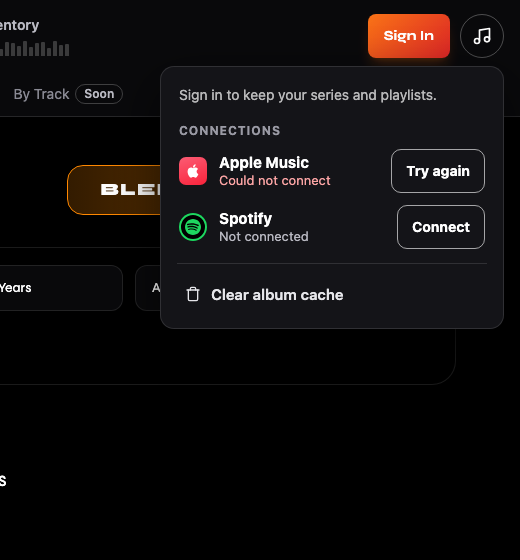 entory
Sign In
By Track Soon
Sign in to keep your series and playlists.
CONNECTIONS
Apple Music
Could not connect
Try again
BLE
Spotify
Not connected
Connect
Years
A
Clear album cache
s